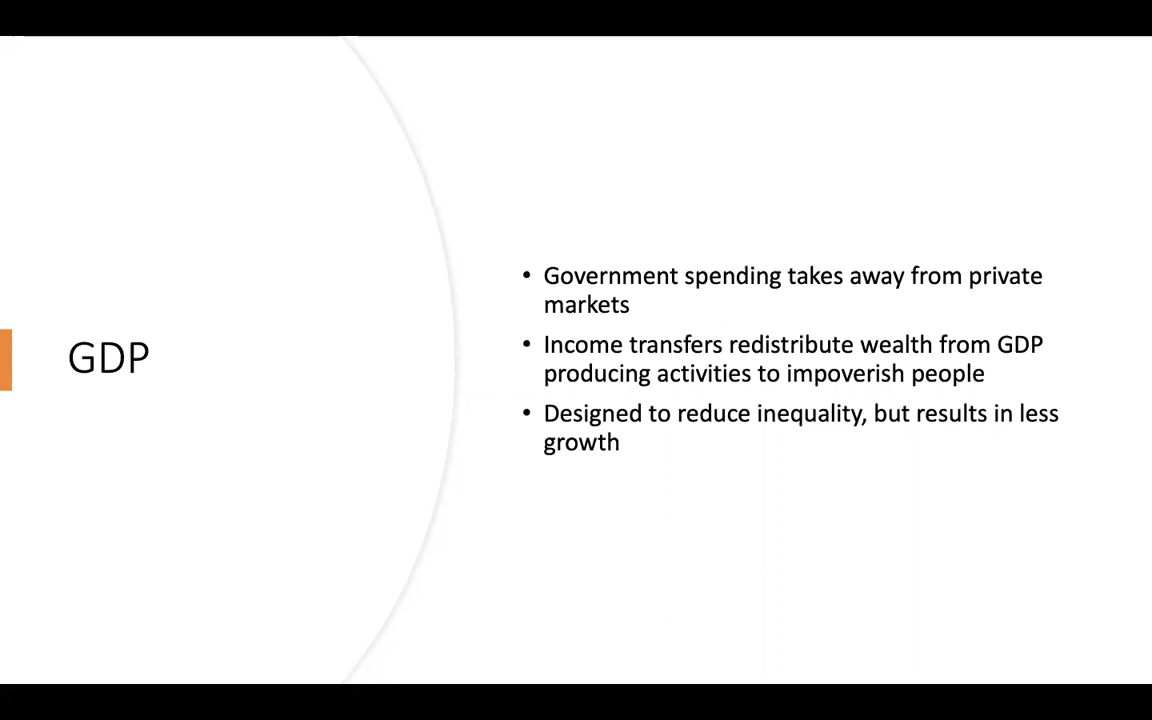 GDP
• Government spending takes away from private
markets
• Income transfers redistribute wealth from GDP
producing activities to impoverish people
• Designed to reduce inequality, but results in less
growth